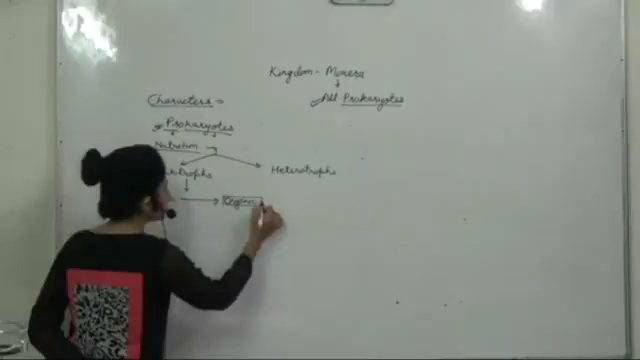 Kingdom - Monera
All Prokaryotes
Characters
Prokaryotes
Nutrition
Heterotrophs